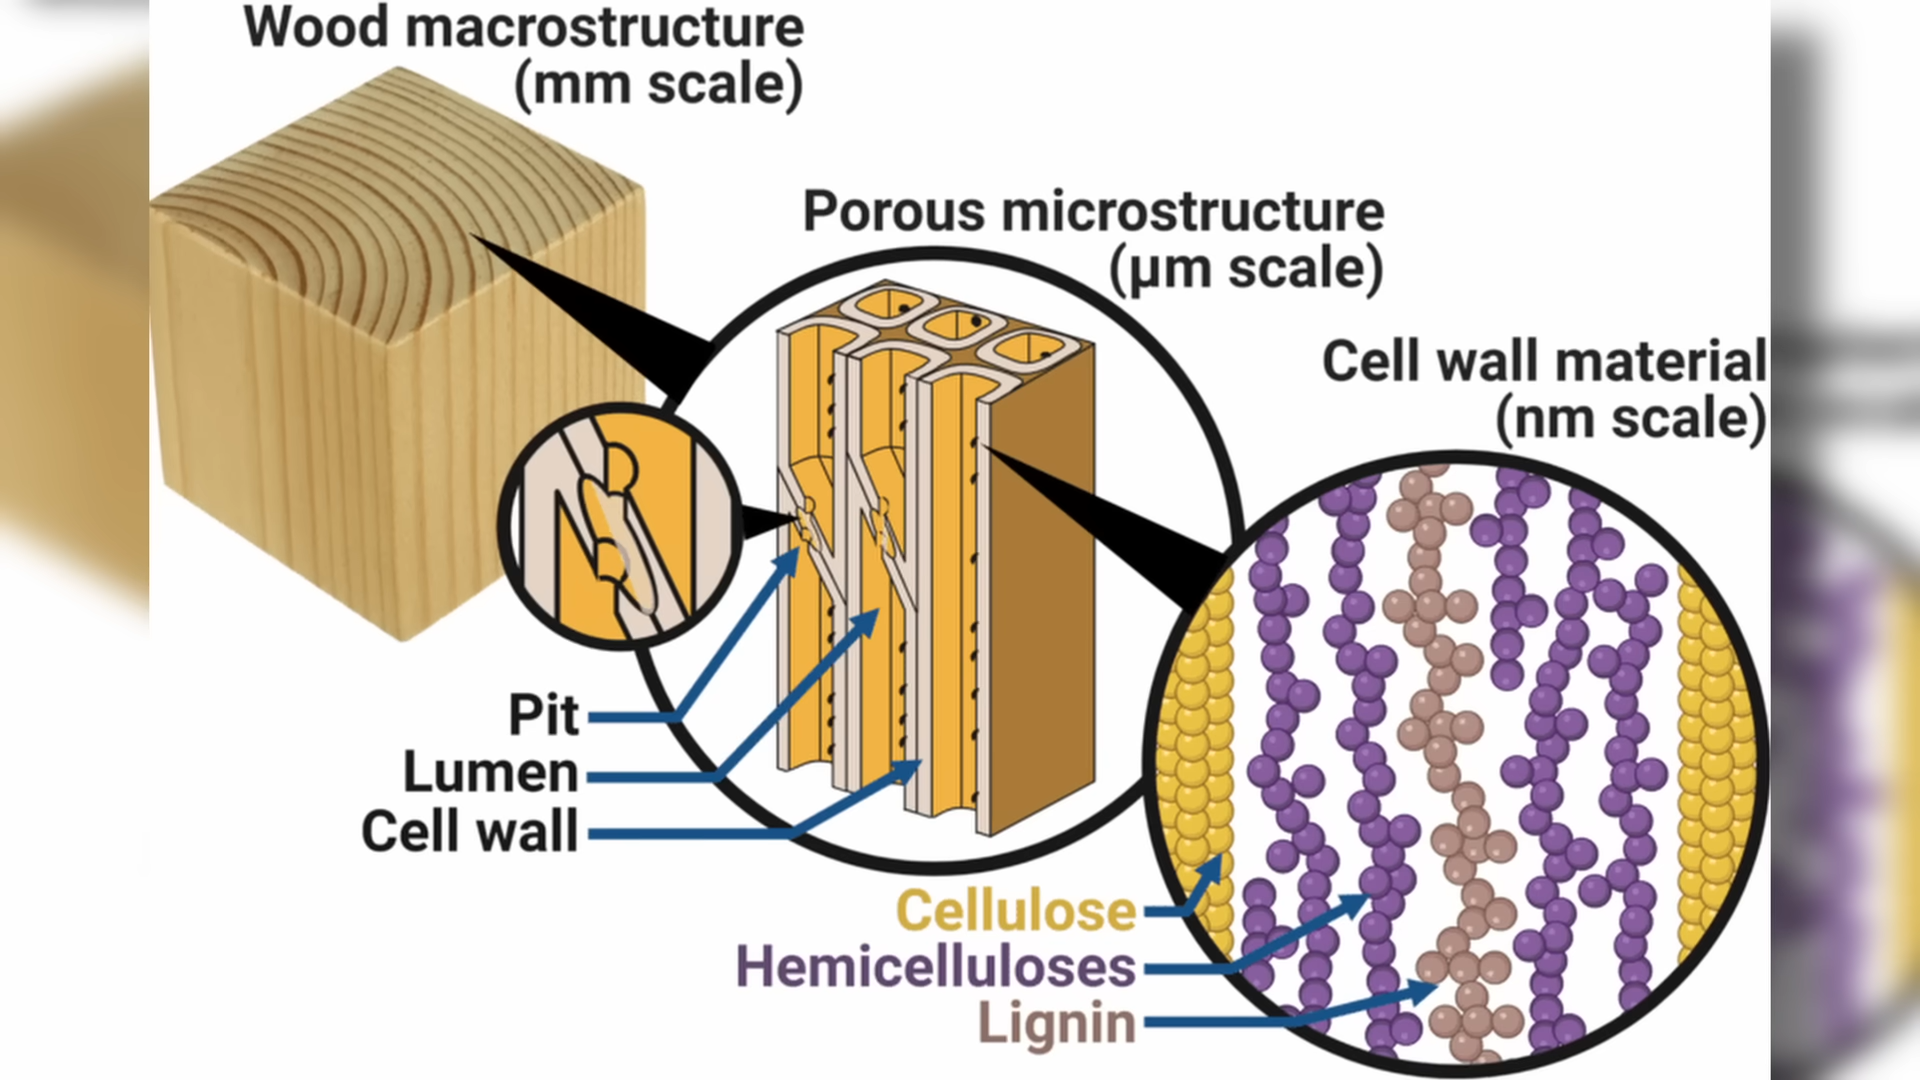 Wood macrostructure
(mm scale)
Porous microstructure
(µm scale)
Cell wall material
(nm scale)
Pit
Lumen
Cell wall
Cellulose
Hemicelluloses
Lignin